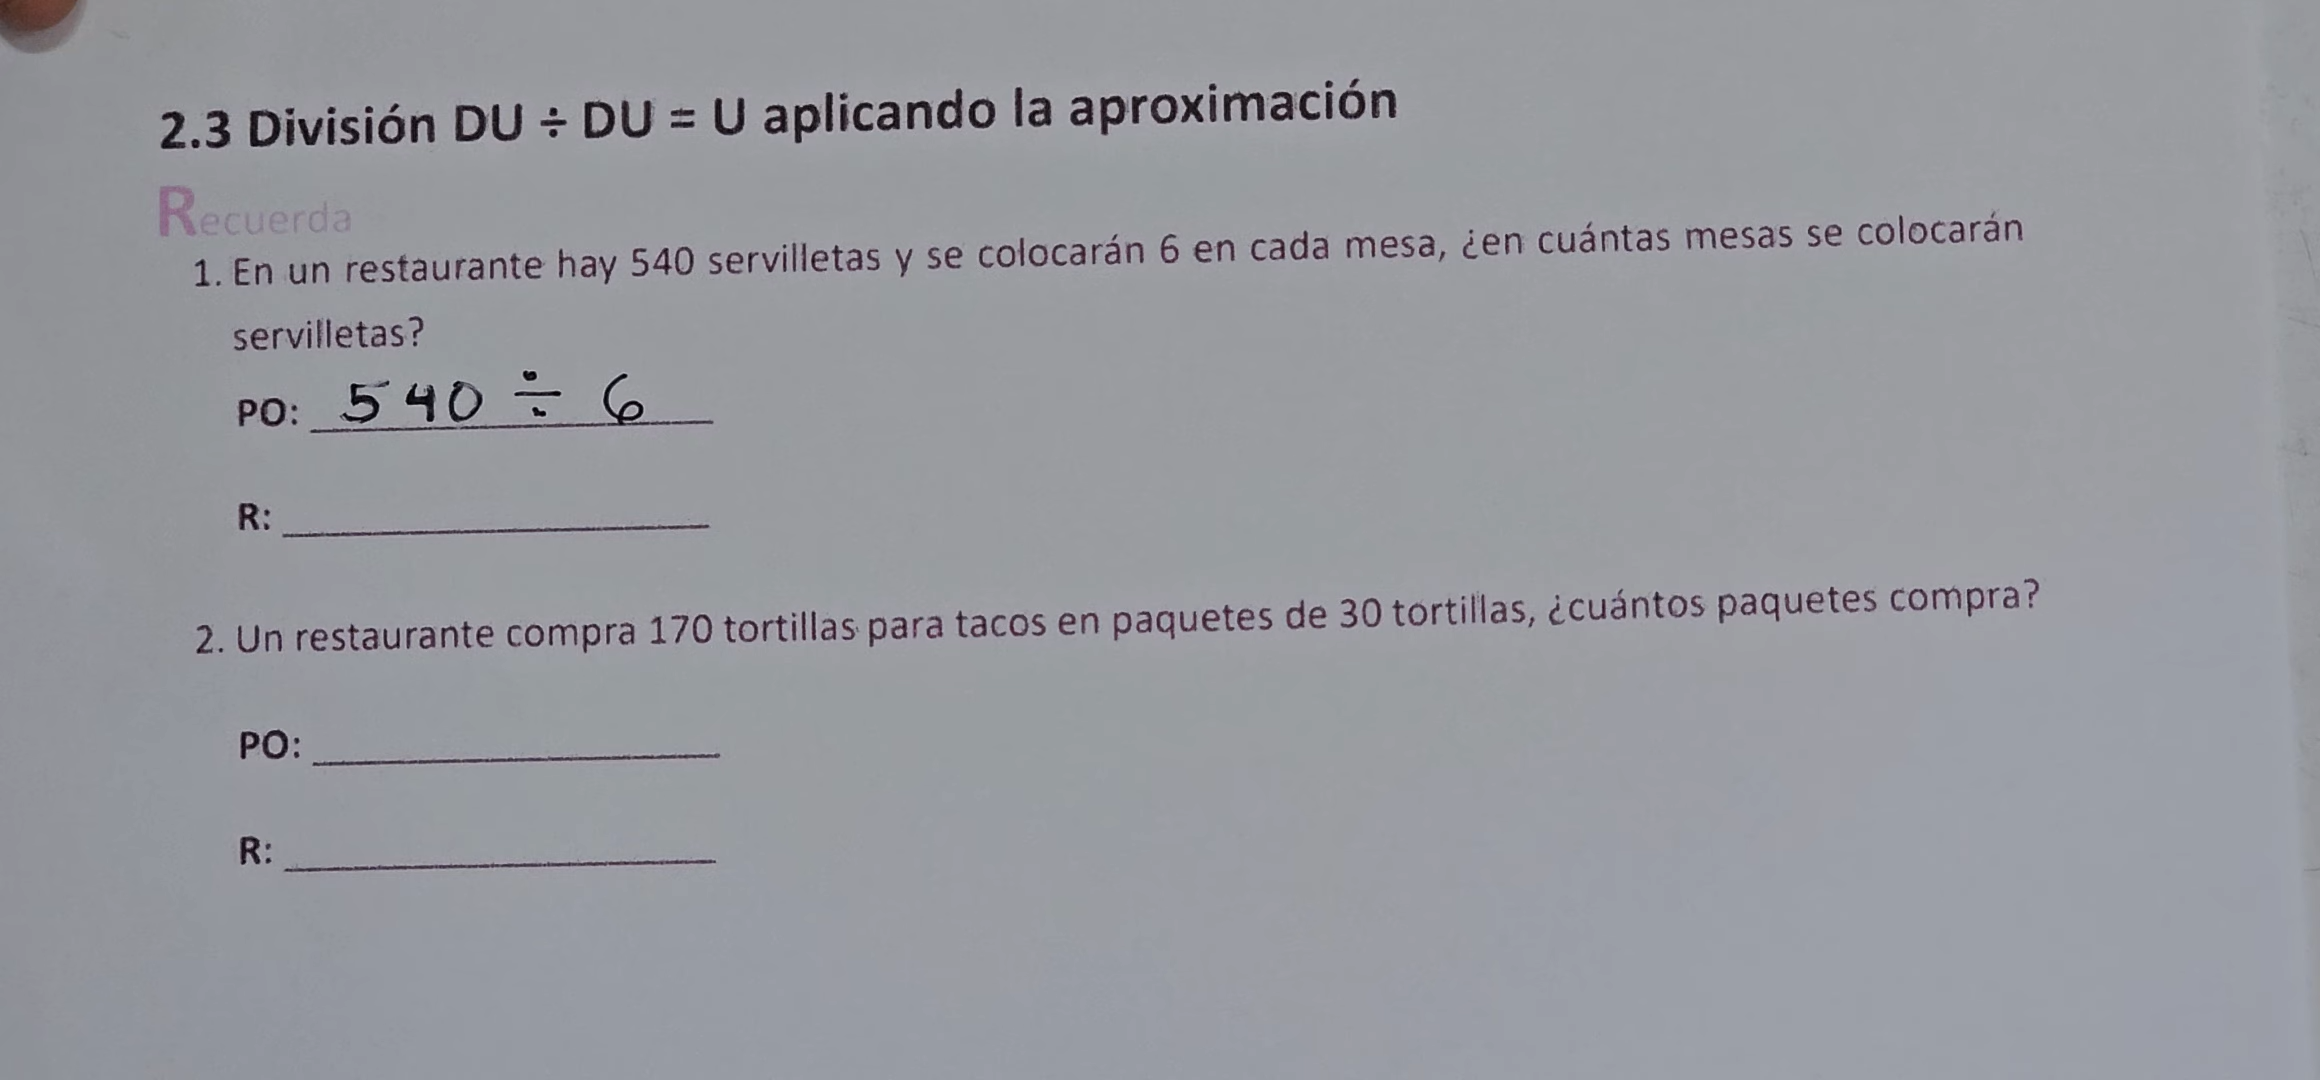 2.3 División DU ÷ DU = U aplicando la aproximación
Recuerda
1. En un restaurante hay 540 servilletas y se colocarán 6 en cada mesa, ¿en cuántas mesas se colocarán
servilletas?
PO: 540 ÷ 6
R:
2. Un restaurante compra 170 tortillas para tacos en paquetes de 30 tortillas, ¿cuántos paquetes compra?
PO:
R: